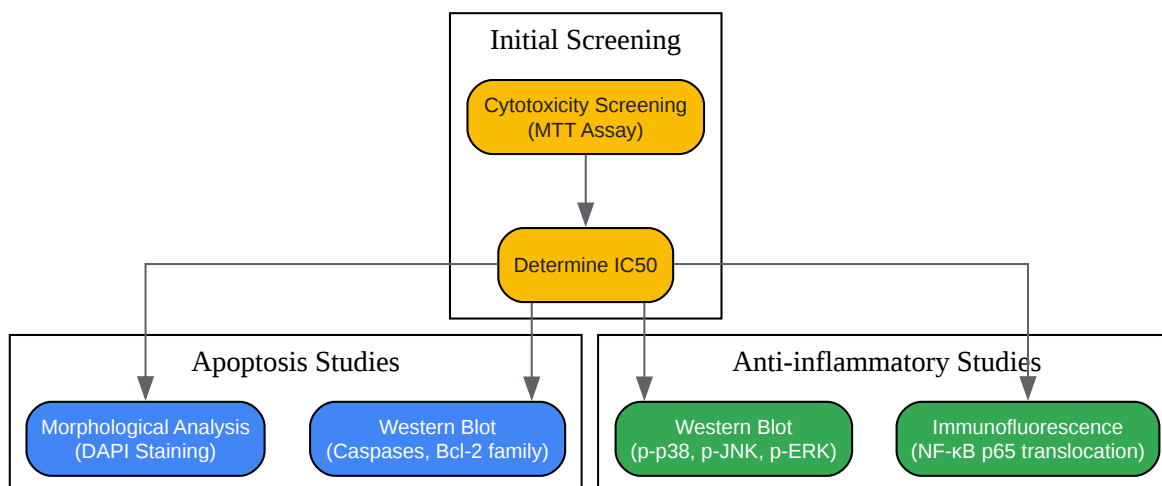 Initial Screening
Cytotoxicity Screening
(MTT Assay)
Determine IC50
Apoptosis Studies
Anti-inflammatory Studies
Morphological Analysis
(DAPI Staining)
Western Blot
(Caspases, Bcl-2 family)
Western Blot
(p-p38, p-JNK, p-ERK)
Immunofluorescence
(NF-κB p65 translocation)